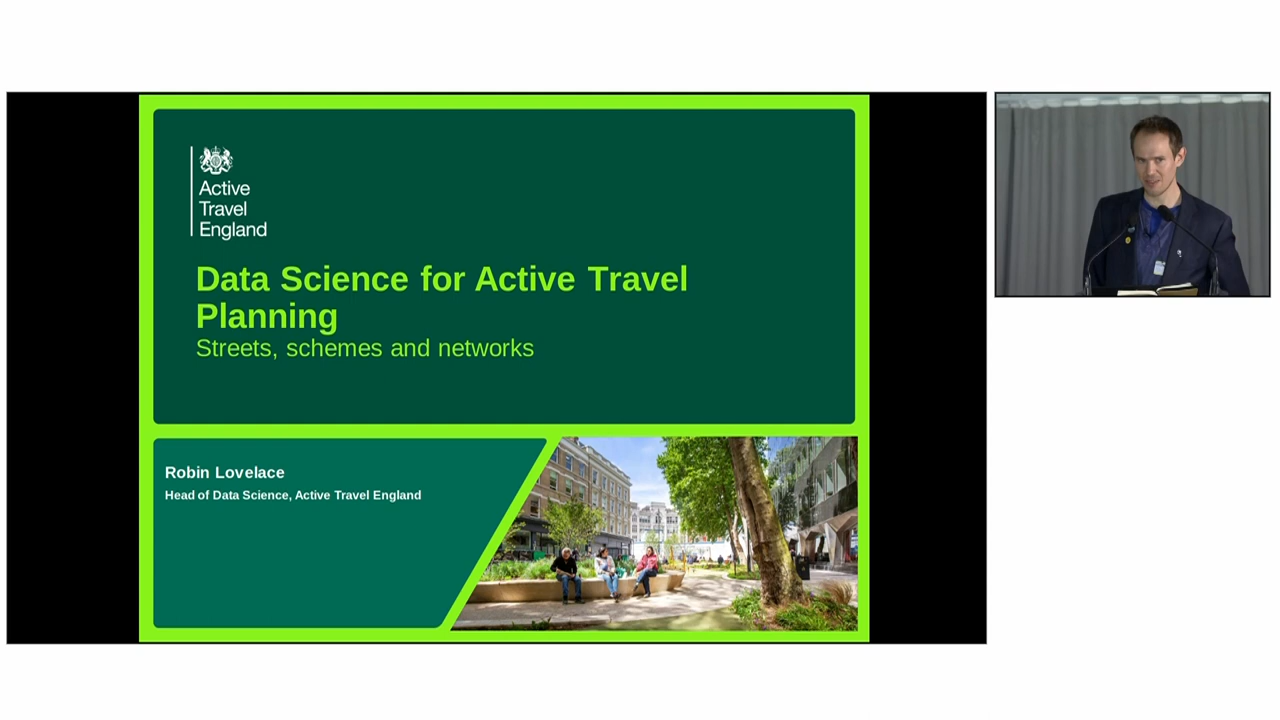 Active
Travel
England
Data Science for Active Travel
Planning
Streets, schemes and networks
Robin Lovelace
Head of Data Science, Active Travel England